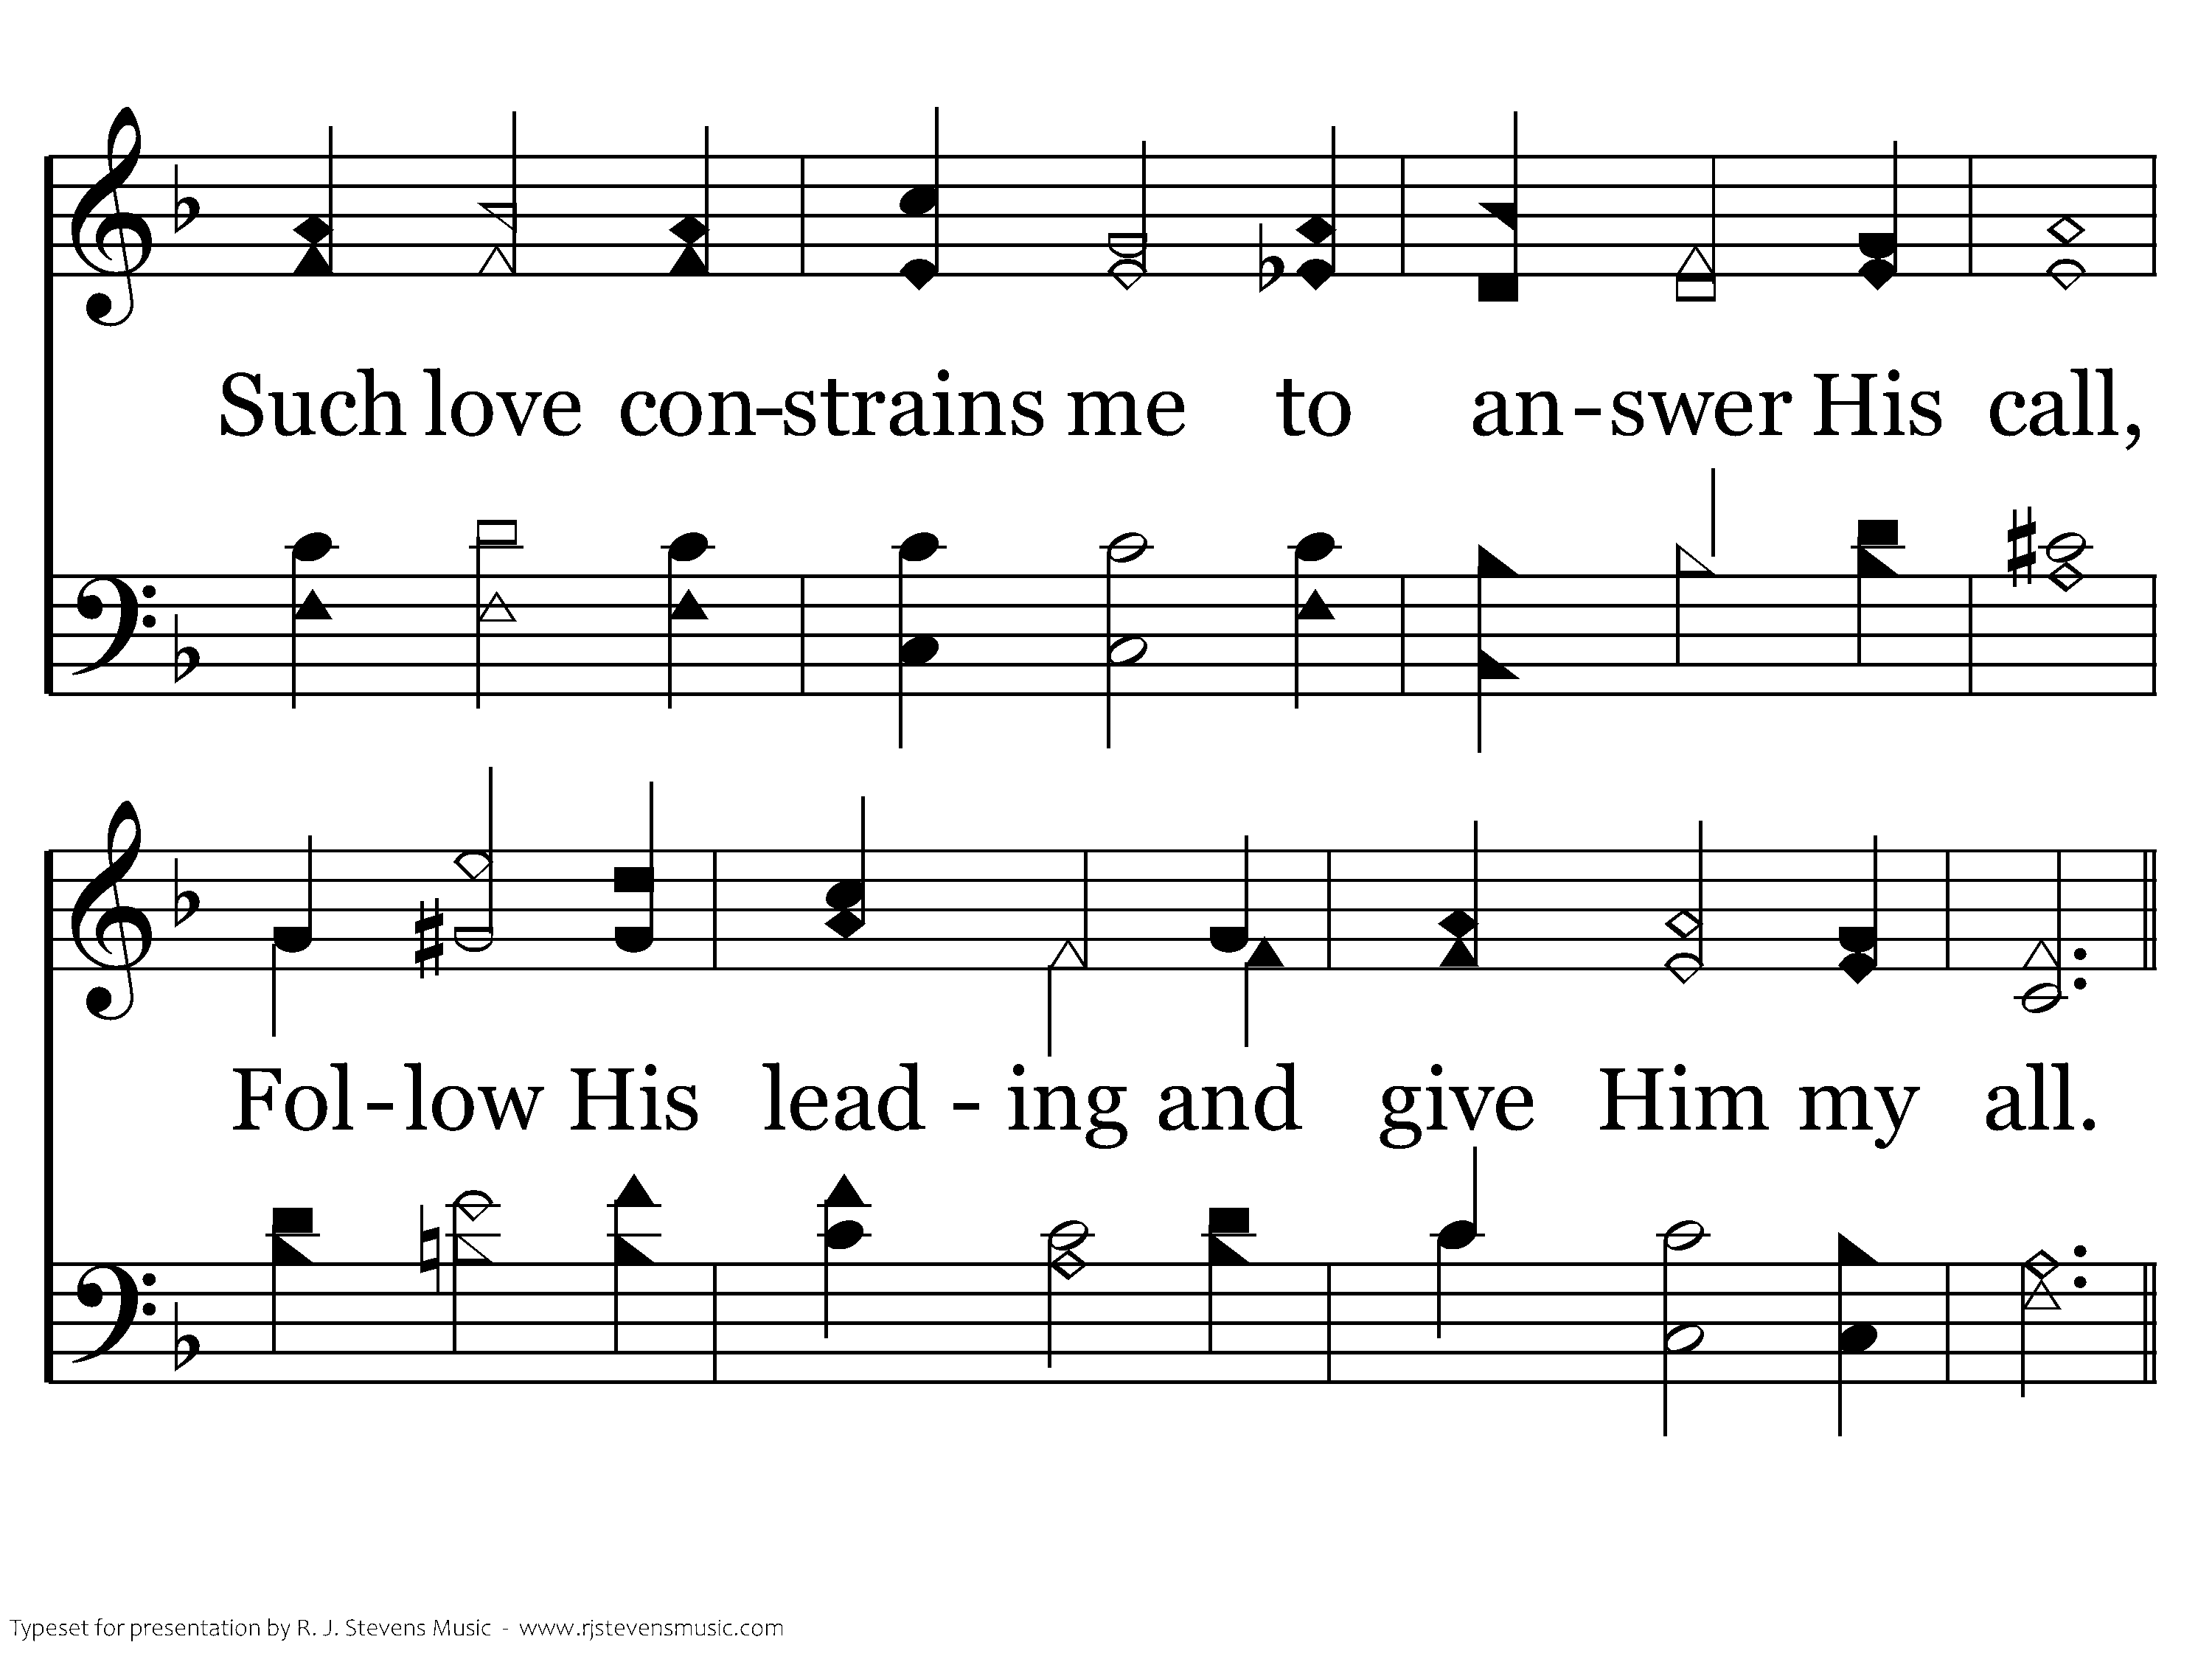 Such love con-strains me to an-swer His call,
Fol-low His lead - ing and give Him my all.
Typeset for presentation by R. J. Stevens Music - www.rjstevensmusic.com